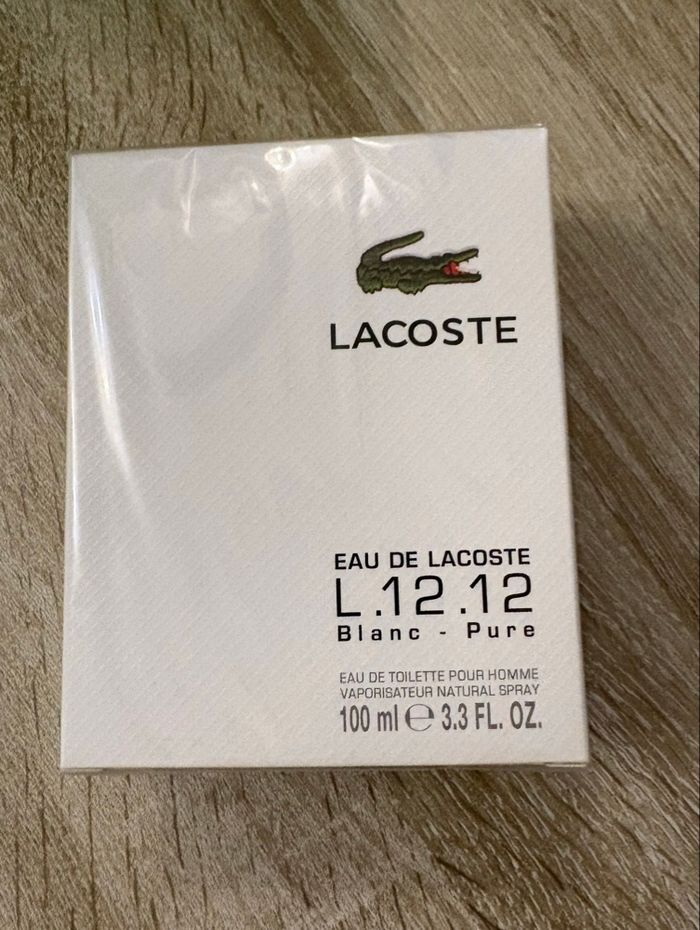 LACOSTE
EAU DE LACOSTE
L.12.12
Blanc - Pure
EAU DE TOILETTE POUR HOMME
VAPORISATEUR NATURAL SPRAY
100 ml ℮ 3.3 FL. OZ.